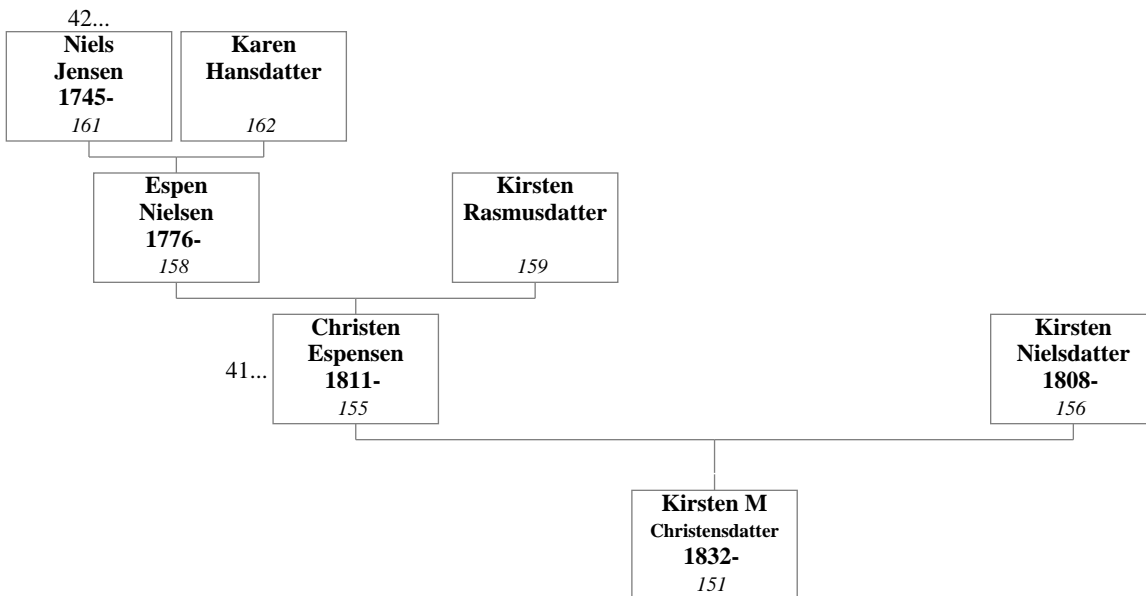 42...
Niels
Jensen
1745-
161
Karen
Hansdatter
162
Espen
Nielsen
1776-
158
Kirsten
Rasmusdatter
159
41...
Christen
Espensen
1811-
155
Kirsten
Nielsdatter
1808-
156
Kirsten M
Christensdatter
1832-
151